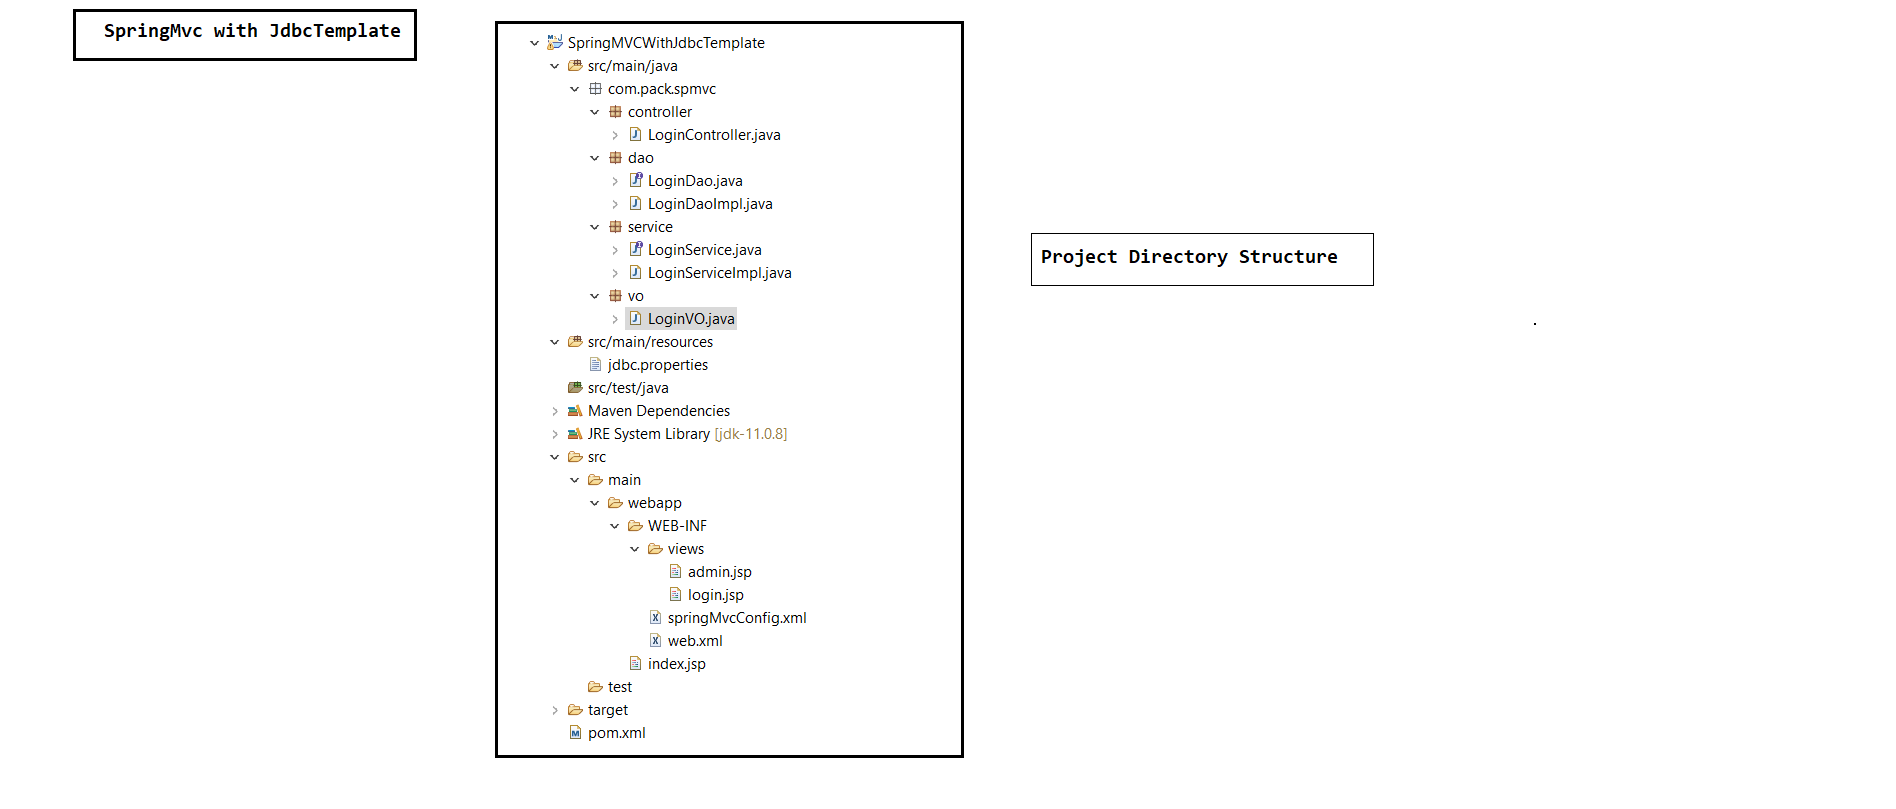 SpringMvc with JdbcTemplate
SpringMVCWithJdbcTemplate
src/main/java
com.pack.spmvc
controller
LoginController.java
dao
LoginDao.java
LoginDaoImpl.java
service
LoginService.java
LoginServiceImpl.java
vo
LoginVO.java
src/main/resources
jdbc.properties
src/test/java
Maven Dependencies
JRE System Library [jdk-11.0.8]
src
main
webapp
WEB-INF
views
admin.jsp
login.jsp
springMvcConfig.xml
web.xml
index.jsp
test
target
pom.xml
Project Directory Structure